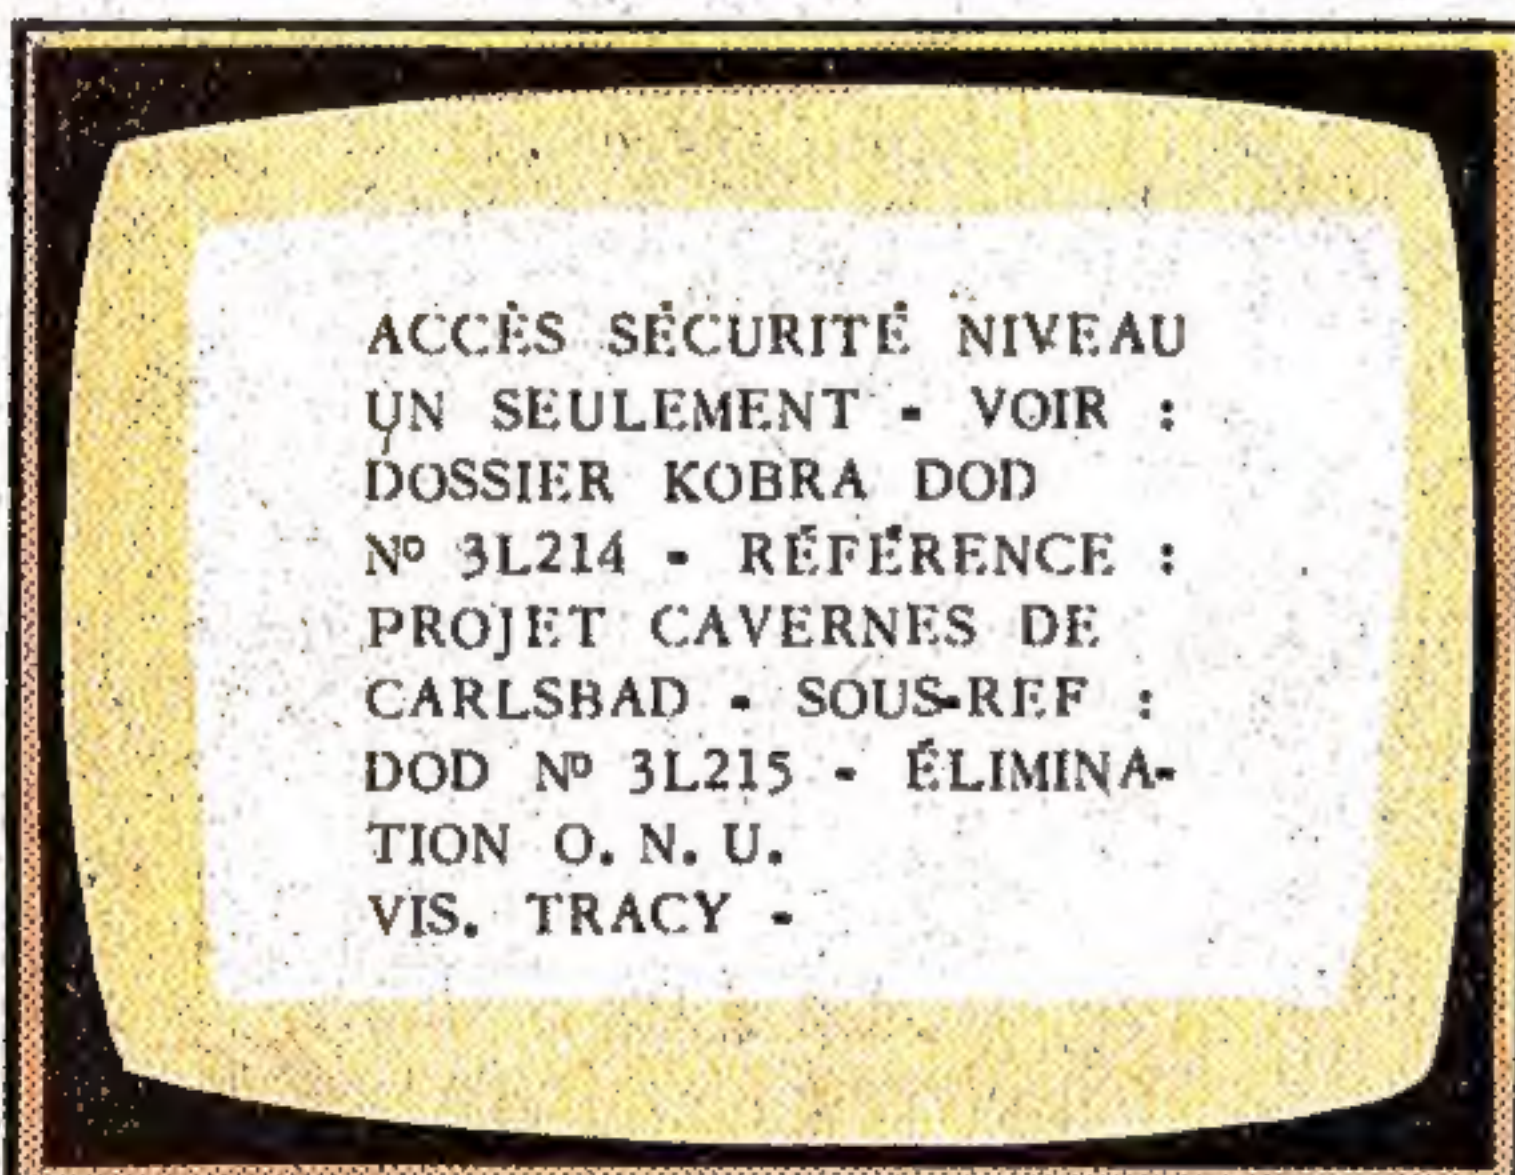 ACCÈS SÉCURITÉ NIVEAU
UN SEULEMENT - VOIR :
DOSSIER KOBRA DOD
Nº 3L214 - RÉFÉRENCE :
PROJET CAVERNES DE
CARLSBAD - SOUS-REF :
DOD Nº 3L215 - ÉLIMINA-
TION O. N. U.
VIS. TRACY -